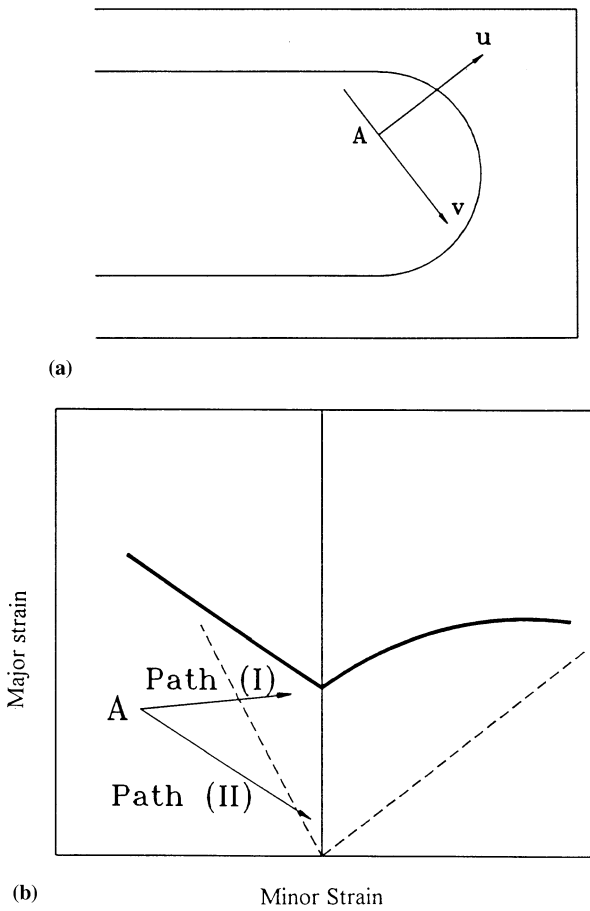 u
A
v
(a)
Major strain
Path (I)
A
Path (II)
(b)
Minor Strain